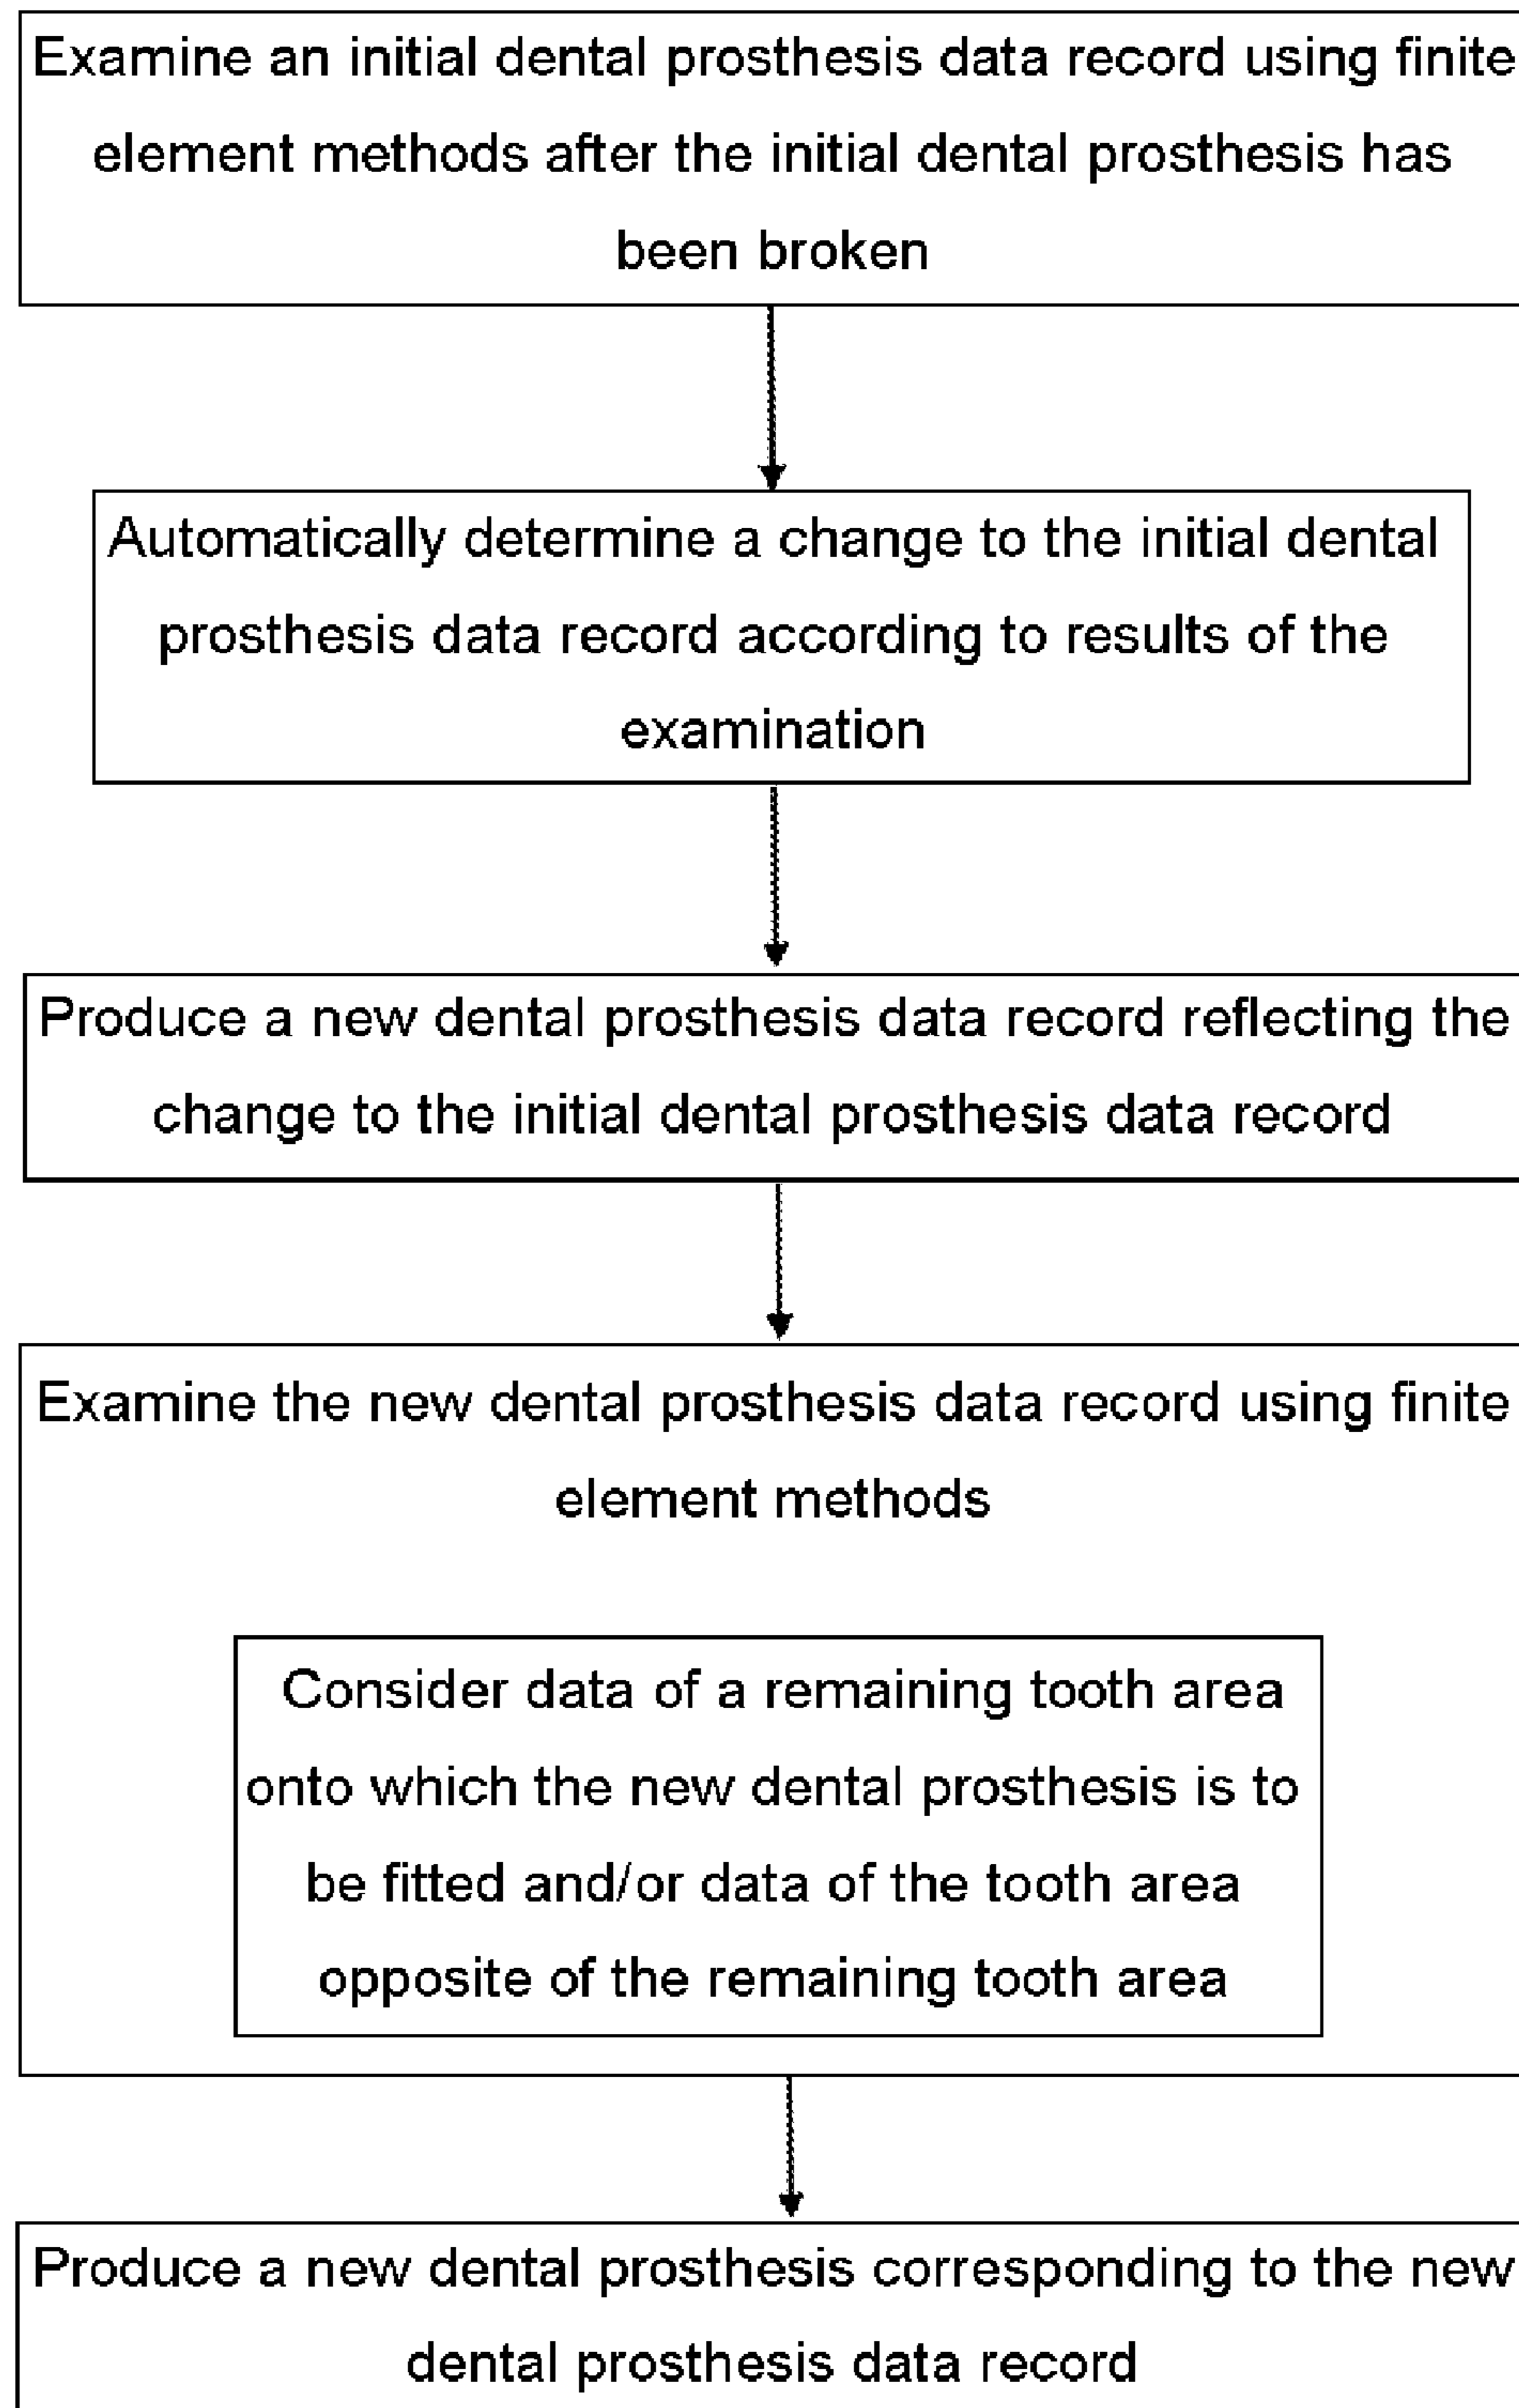 Examine an initial dental prosthesis data record using finite
element methods after the initial dental prosthesis has
been broken
Automatically determine a change to the initial dental
prosthesis data record according to results of the
examination
Produce a new dental prosthesis data record reflecting the
change to the initial dental prosthesis data record
Examine the new dental prosthesis data record using finite
element methods
Consider data of a remaining tooth area
onto which the new dental prosthesis is to
be fitted and/or data of the tooth area
opposite of the remaining tooth area
Produce a new dental prosthesis corresponding to the new
dental prosthesis data record